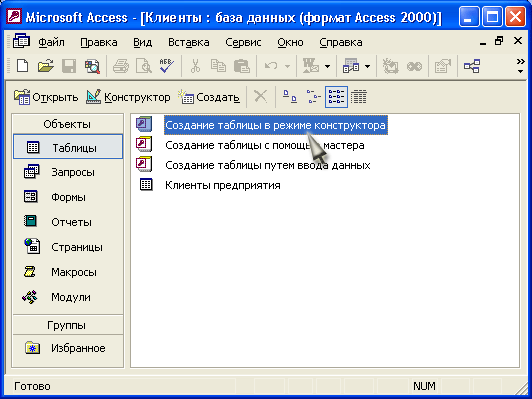 Microsoft Access - [Клиенты : база данных (формат Access 2000)]
Файл Правка Вид Вставка Сервис Окно Справка
Открыть Конструктор Создать
Объекты
Таблицы
Запросы
Формы
Отчеты
Страницы
Макросы
Модули
Группы
Избранное
Создание таблицы в режиме конструктора
Создание таблицы с помощью мастера
Создание таблицы путем ввода данных
Клиенты предприятия
Готово NUM